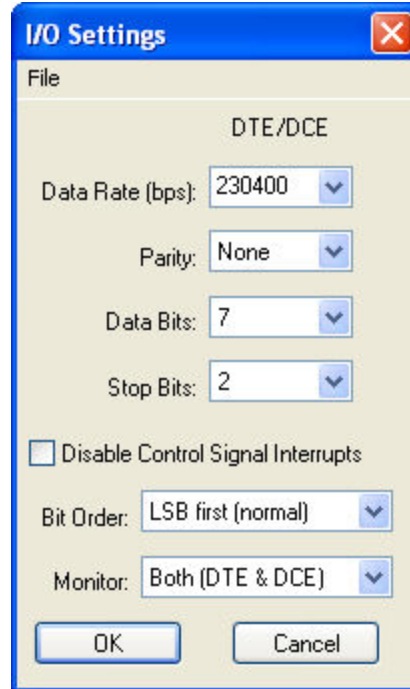 I/O Settings
File
DTE/DCE
Data Rate (bps): 230400
Parity: None
Data Bits: 7
Stop Bits: 2
Disable Control Signal Interrupts
Bit Order: LSB first (normal)
Monitor: Both (DTE & DCE)
OK Cancel